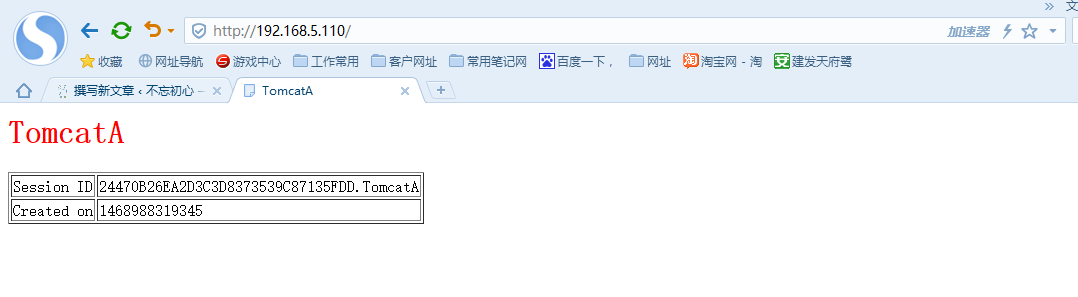 » 文
http://192.168.5.110/ 加速器
收藏 网址导航 S 游戏中心 工作常用 客户网址 常用笔记网 百度一下， 网址 淘 淘宝网 - 淘 建发天府鹭
撰写新文章 ‹ 不忘初心 – TomcatA
TomcatA
Session ID 24470B26EA2D3C3D8373539C87135FDD.TomcatA
Created on 1468988319345